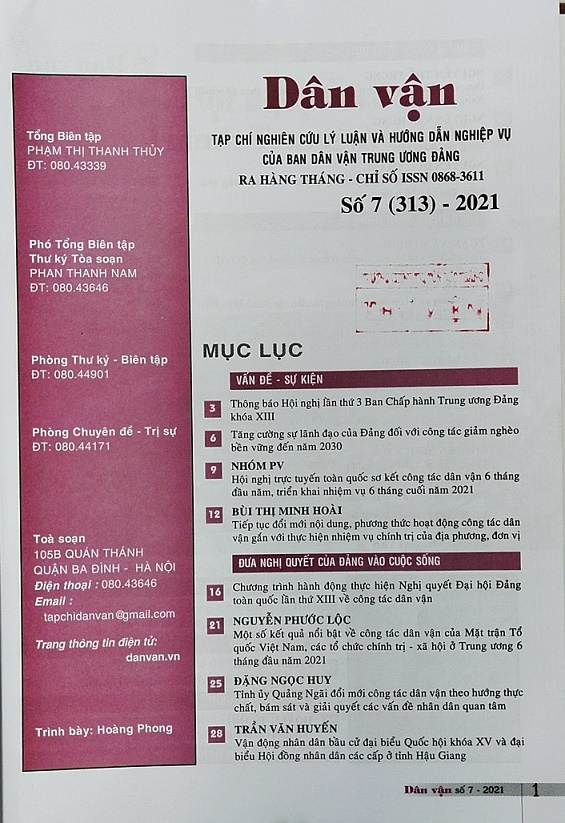 Dân vận
TẠP CHÍ NGHIÊN CỨU LÝ LUẬN VÀ HƯỚNG DẪN NGHIỆP VỤ
CỦA BAN DÂN VẬN TRUNG ƯƠNG ĐẢNG
RA HÀNG THÁNG - CHỈ SỐ ISSN 0868-3611
Số 7 (313) - 2021
Tổng Biên tập
PHẠM THỊ THANH THỦY
ĐT: 080.43339
Phó Tổng Biên tập
Thư ký Tòa soạn
PHAN THANH NAM
ĐT: 080.43646
Phòng Thư ký - Biên tập
ĐT: 080.44901
Phòng Chuyên đề - Trị sự
ĐT: 080.44171
Toà soạn
105B QUÁN THÁNH
QUẬN BA ĐÌNH - HÀ NỘI
Điện thoại : 080.43646
Email :
tapchidanvan@gmail.com
Trang thông tin điện tử:
danvan.vn
Trình bày: Hoàng Phong
MỤC LỤC
VẤN ĐỀ - SỰ KIỆN
3 Thông báo Hội nghị lần thứ 3 Ban Chấp hành Trung ương Đảng
khóa XIII
6 Tăng cường sự lãnh đạo của Đảng đối với công tác giảm nghèo
bền vững đến năm 2030
9 NHÓM PV
Hội nghị trực tuyến toàn quốc sơ kết công tác dân vận 6 tháng
đầu năm, triển khai nhiệm vụ 6 tháng cuối năm 2021
12 BÙI THỊ MINH HOÀI
Tiếp tục đổi mới nội dung, phương thức hoạt động công tác dân
vận gắn với thực hiện nhiệm vụ chính trị của địa phương, đơn vị
ĐƯA NGHỊ QUYẾT CỦA ĐẢNG VÀO CUỘC SỐNG
16 Chương trình hành động thực hiện Nghị quyết Đại hội Đảng
toàn quốc lần thứ XIII về công tác dân vận
21 NGUYỄN PHƯỚC LỘC
Một số kết quả nổi bật về công tác dân vận của Mặt trận Tổ
quốc Việt Nam, các tổ chức chính trị - xã hội ở Trung ương 6
tháng đầu năm 2021
25 ĐẶNG NGỌC HUY
Tỉnh ủy Quảng Ngãi đổi mới công tác dân vận theo hướng thực
chất, bám sát và giải quyết các vấn đề nhân dân quan tâm
28 TRẦN VĂN HUYẾN
Vận động nhân dân bầu cử đại biểu Quốc hội khóa XV và đại
biểu Hội đồng nhân dân các cấp ở tỉnh Hậu Giang
Dân vận số 7 - 2021 1